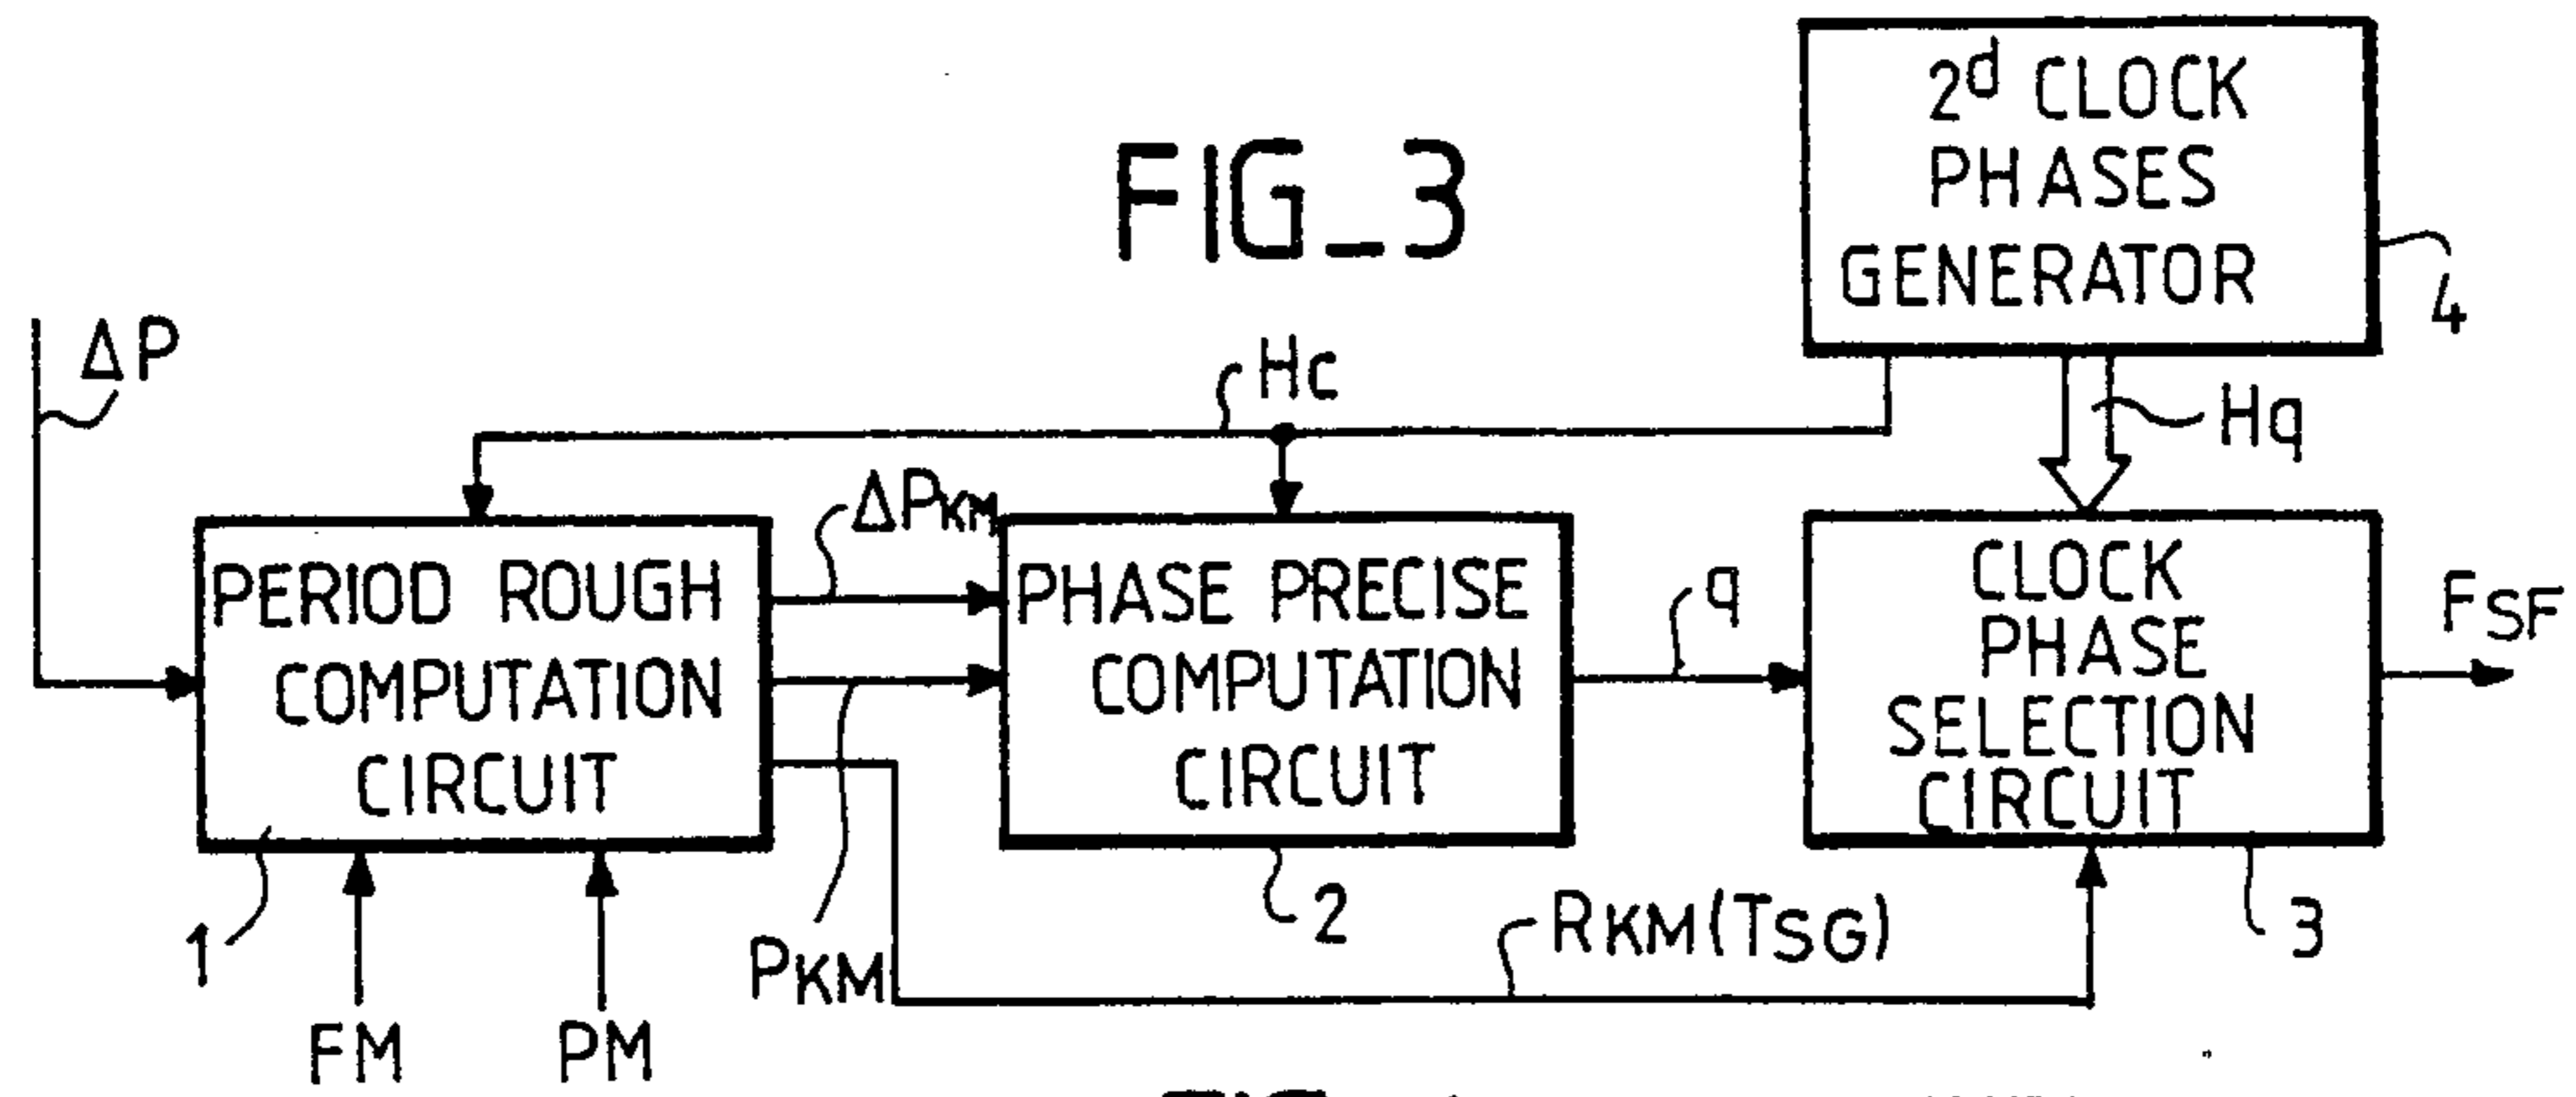 FIG_3
2d CLOCK
PHASES
GENERATOR
4
ΔP
Hc
Hq
ΔPKM
PERIOD ROUGH
COMPUTATION
CIRCUIT
PHASE PRECISE
COMPUTATION
CIRCUIT
q
CLOCK
PHASE
SELECTION
CIRCUIT
FSF
1
PKM
2
RKM(TSG)
3
FM
PM